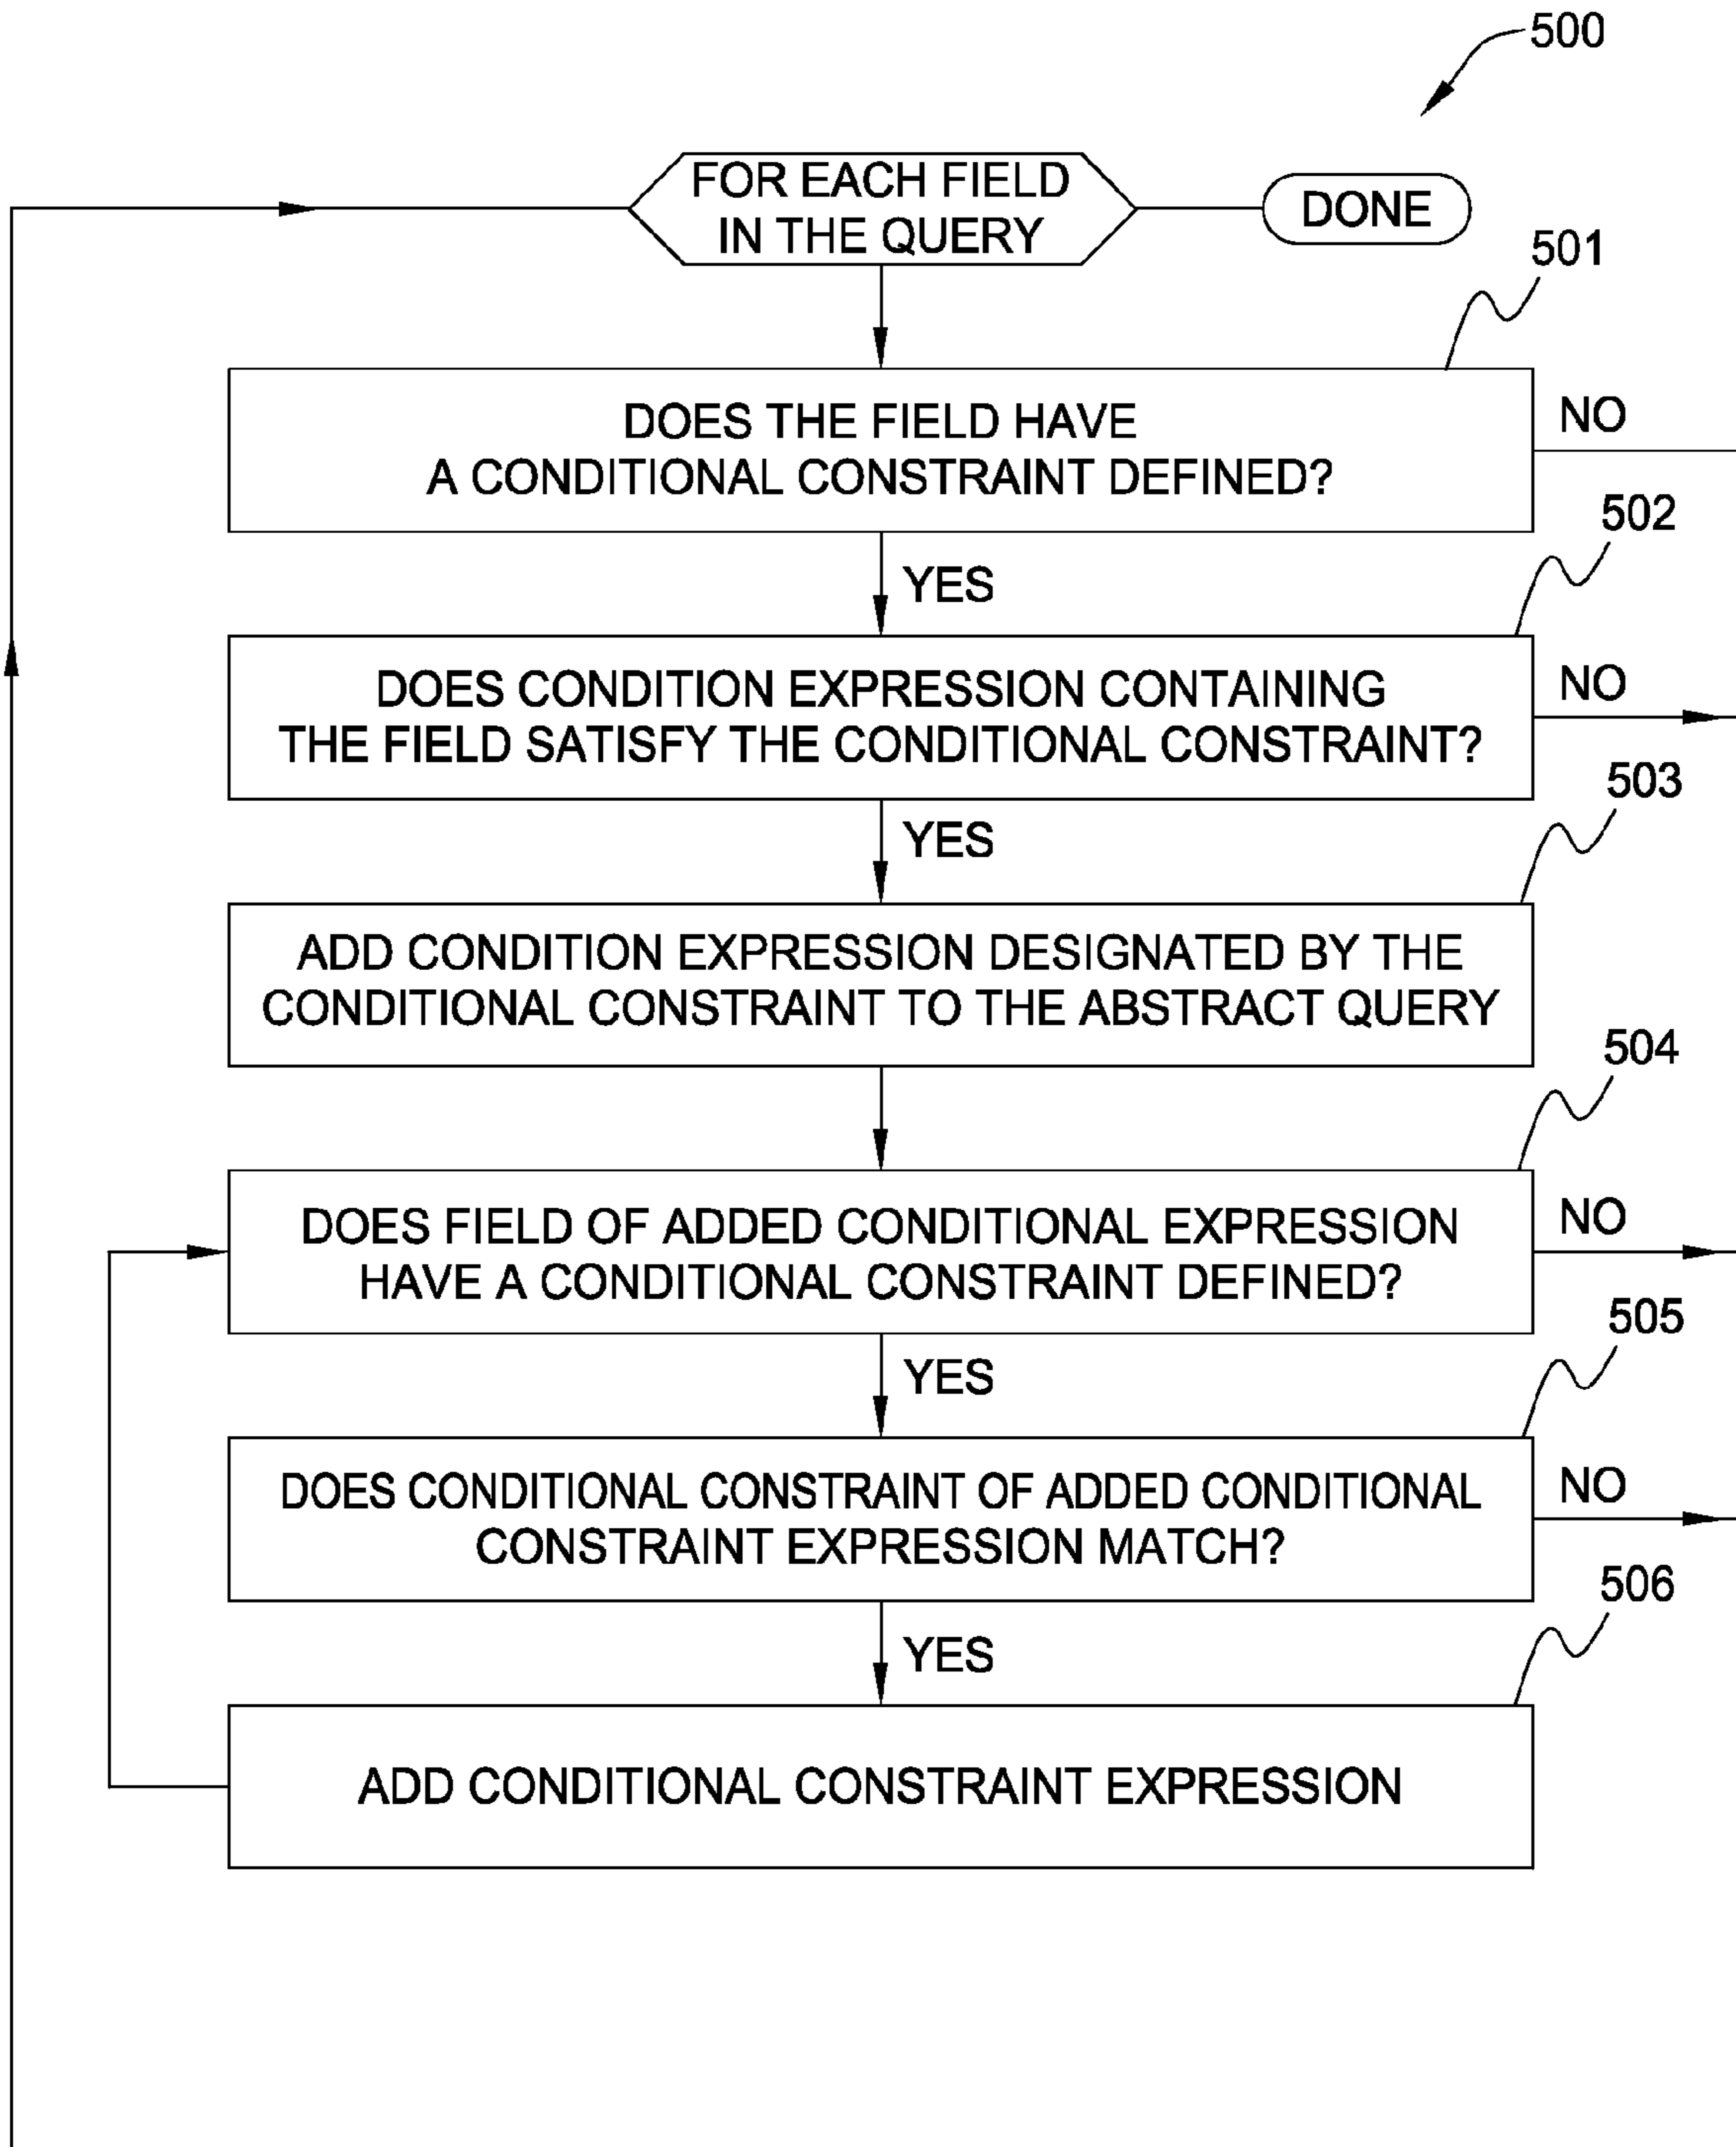 500
FOR EACH FIELD
IN THE QUERY
DONE
501
DOES THE FIELD HAVE
A CONDITIONAL CONSTRAINT DEFINED?
NO
502
YES
DOES CONDITION EXPRESSION CONTAINING
THE FIELD SATISFY THE CONDITIONAL CONSTRAINT?
NO
503
YES
ADD CONDITION EXPRESSION DESIGNATED BY THE
CONDITIONAL CONSTRAINT TO THE ABSTRACT QUERY
504
DOES FIELD OF ADDED CONDITIONAL EXPRESSION
HAVE A CONDITIONAL CONSTRAINT DEFINED?
NO
505
YES
DOES CONDITIONAL CONSTRAINT OF ADDED CONDITIONAL
CONSTRAINT EXPRESSION MATCH?
NO
506
YES
ADD CONDITIONAL CONSTRAINT EXPRESSION